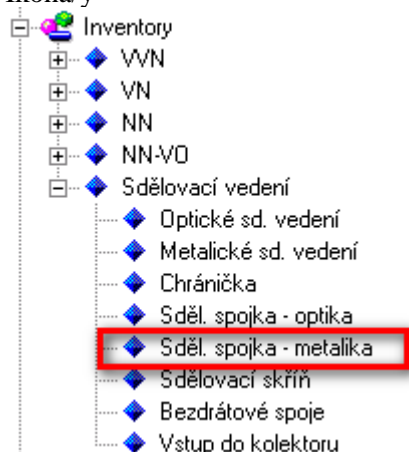 Inventory
VVN
VN
NN
NN-VO
Sdělovací vedení
Optické sd. vedení
Metalické sd. vedení
Chránička
Sděl. spojka - optika
Sděl. spojka - metalika
Sdělovací skříň
Bezdrátové spoje
Vstup do kolektoru